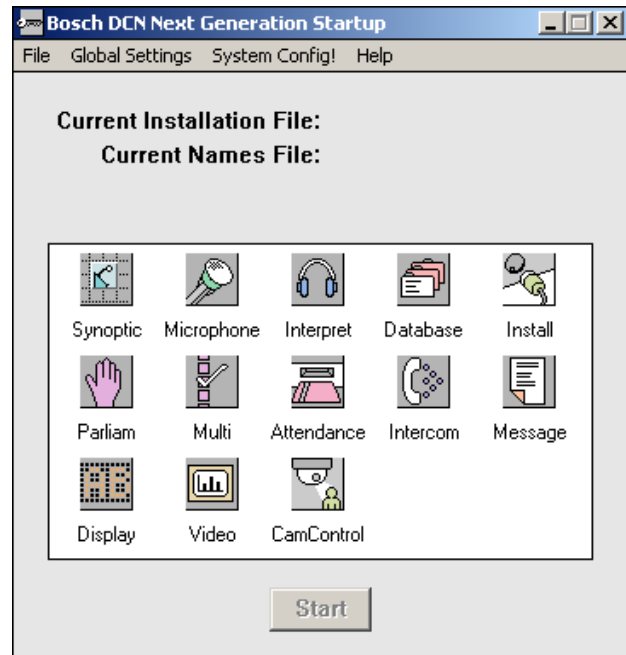 Bosch DCN Next Generation Startup
File Global Settings System Config! Help
Current Installation File:
Current Names File:
Synoptic Microphone Interpret Database Install
Parliam Multi Attendance Intercom Message
AB
Display Video CamControl
Start